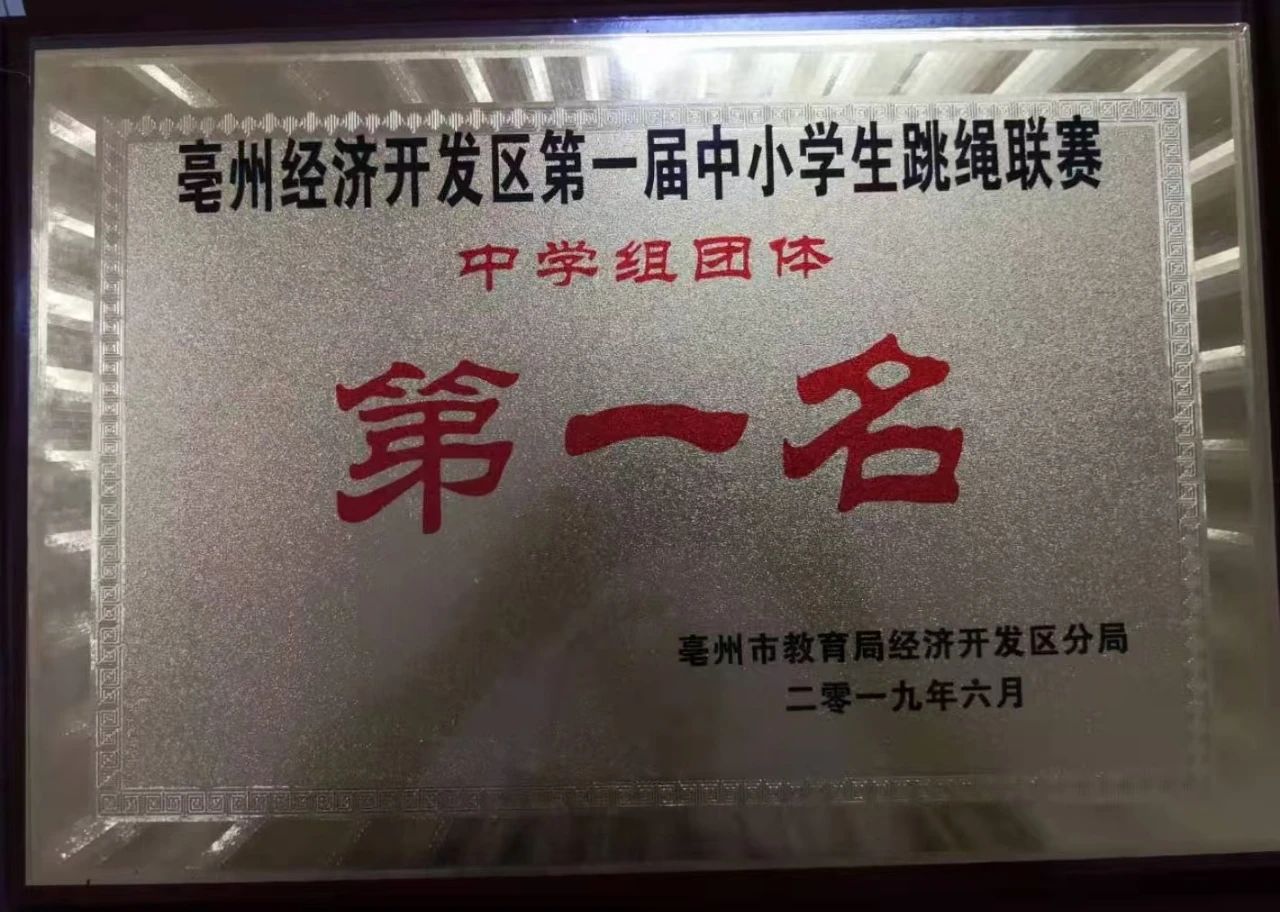 亳州经济开发区第一届中小学生跳绳联赛
中学组团体
第一名
亳州市教育局经济开发区分局
二零一九年六月